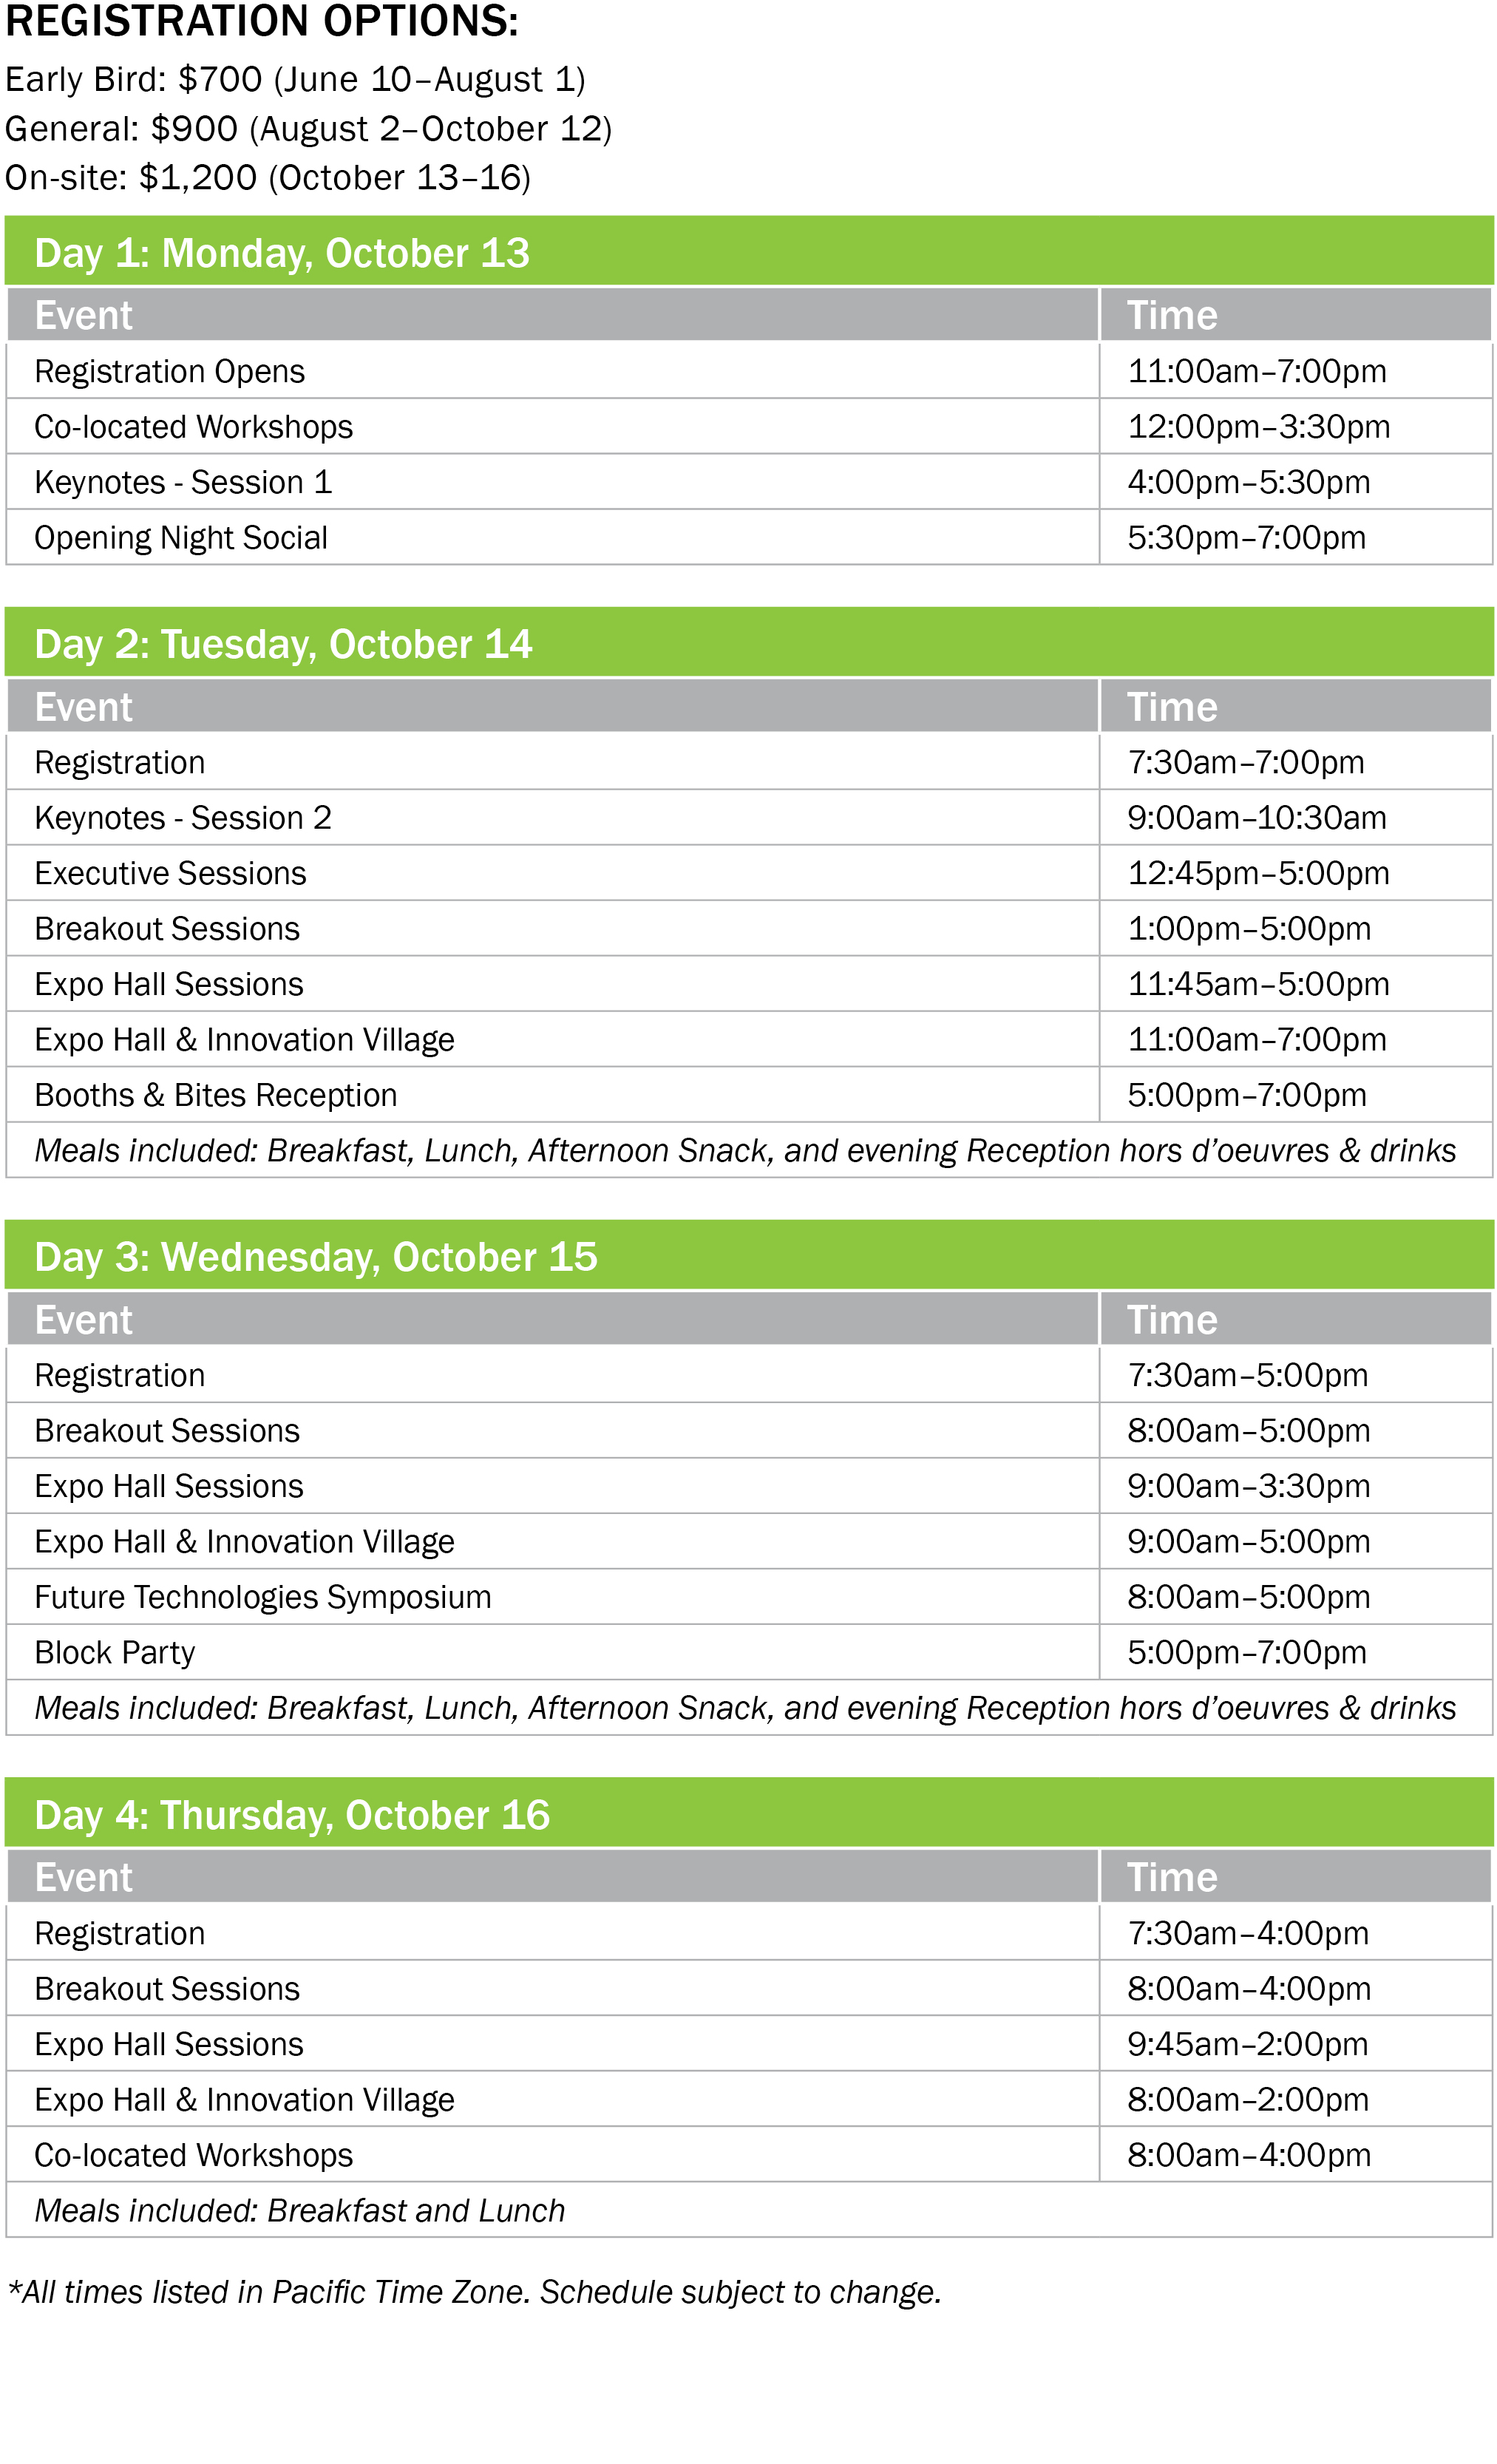 REGISTRATION OPTIONS:
Early Bird: $700 (June 10–August 1)
General: $900 (August 2–October 12)
On-site: $1,200 (October 13–16)
Day 1: Monday, October 13
Event Time
Registration Opens 11:00am–7:00pm
Co-located Workshops 12:00pm–3:30pm
Keynotes - Session 1 4:00pm–5:30pm
Opening Night Social 5:30pm–7:00pm
Day 2: Tuesday, October 14
Event Time
Registration 7:30am–7:00pm
Keynotes - Session 2 9:00am–10:30am
Executive Sessions 12:45pm–5:00pm
Breakout Sessions 1:00pm–5:00pm
Expo Hall Sessions 11:45am–5:00pm
Expo Hall & Innovation Village 11:00am–7:00pm
Booths & Bites Reception 5:00pm–7:00pm
Meals included: Breakfast, Lunch, Afternoon Snack, and evening Reception hors d’oeuvres & drinks
Day 3: Wednesday, October 15
Event Time
Registration 7:30am–5:00pm
Breakout Sessions 8:00am–5:00pm
Expo Hall Sessions 9:00am–3:30pm
Expo Hall & Innovation Village 9:00am–5:00pm
Future Technologies Symposium 8:00am–5:00pm
Block Party 5:00pm–7:00pm
Meals included: Breakfast, Lunch, Afternoon Snack, and evening Reception hors d’oeuvres & drinks
Day 4: Thursday, October 16
Event Time
Registration 7:30am–4:00pm
Breakout Sessions 8:00am–4:00pm
Expo Hall Sessions 9:45am–2:00pm
Expo Hall & Innovation Village 8:00am–2:00pm
Co-located Workshops 8:00am–4:00pm
Meals included: Breakfast and Lunch
*All times listed in Pacific Time Zone. Schedule subject to change.